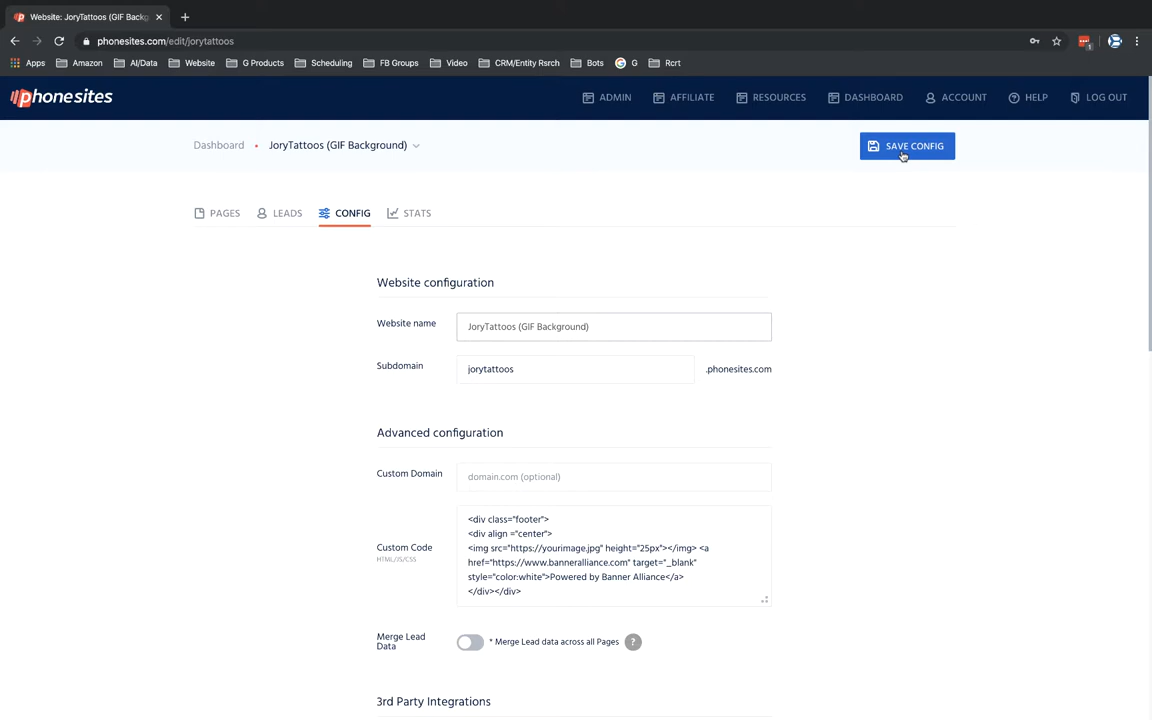 Website: JoryTattoos (GIF Backg
phonesites.com/edit/jorytattoos
1
Apps Amazon AI/Data Website G Products Scheduling FB Groups Video CRM/Entity Rsrch Bots G Rcrt
phonesites
ADMIN AFFILIATE RESOURCES DASHBOARD ACCOUNT HELP LOG OUT
Dashboard • JoryTattoos (GIF Background)
SAVE CONFIG
PAGES LEADS CONFIG STATS
Website configuration
Website name JoryTattoos (GIF Background)
Subdomain jorytattoos .phonesites.com
Advanced configuration
Custom Domain domain.com (optional)
Custom Code
HTML/JS/CSS
<div class="footer">
<div align ="center">
<img src="https://yourimage.jpg" height="25px"></img> <a
href="https://www.banneralliance.com" target="_blank"
style="color:white">Powered by Banner Alliance</a>
</div></div>
Merge Lead
Data
* Merge Lead data across all Pages ?
3rd Party Integrations